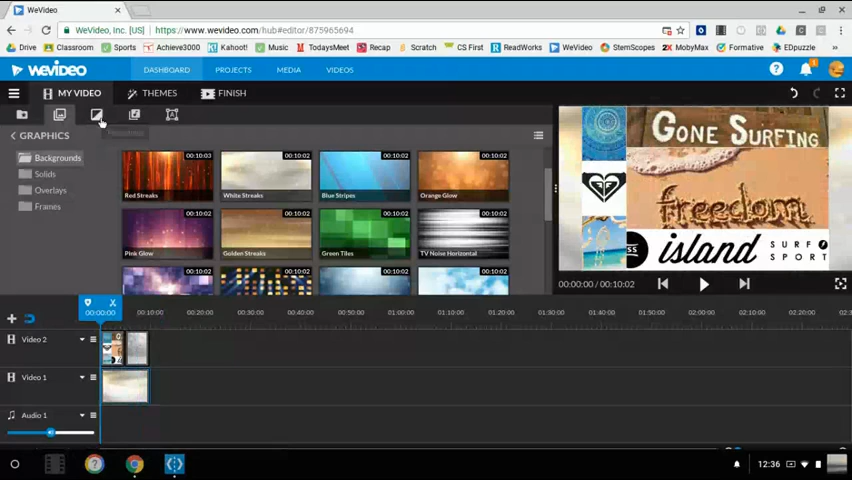 WeVideo
WeVideo, Inc. [US] https://www.wevideo.com/hub#editor/875965694
Drive Classroom Sports Achieve3000 Kahoot! Music TodaysMeet Recap Scratch CS First ReadWorks WeVideo StemScopes MobyMax Formative EDpuzzle
WEVIDEO DASHBOARD PROJECTS MEDIA VIDEOS ? 1
MY VIDEO THEMES FINISH
GRAPHICS
Backgrounds
Solids
Overlays
Frames
00:10:03 00:10:02 00:10:02 00:10:02
Red Streaks White Streaks Blue Stripes Orange Glow
00:10:02 00:10:02 00:10:02 00:10:02
Pink Glow Golden Streaks Green Tiles TV Noise Horizontal
00:10:02 00:10:02 00:10:02 00:10:02
GONE SURFING
freedom
ss island SURF
SPORT
00:00:00 / 00:10:02
00:00:00 00:10:00 00:20:00 00:30:00 00:40:00 00:50:00 01:00:00 01:10:00 01:20:00 01:30:00 01:40:00 01:50:00 02:00:00 02:10:00 02:20:00 02:3
Video 2
Video 1
Audio 1
12:36